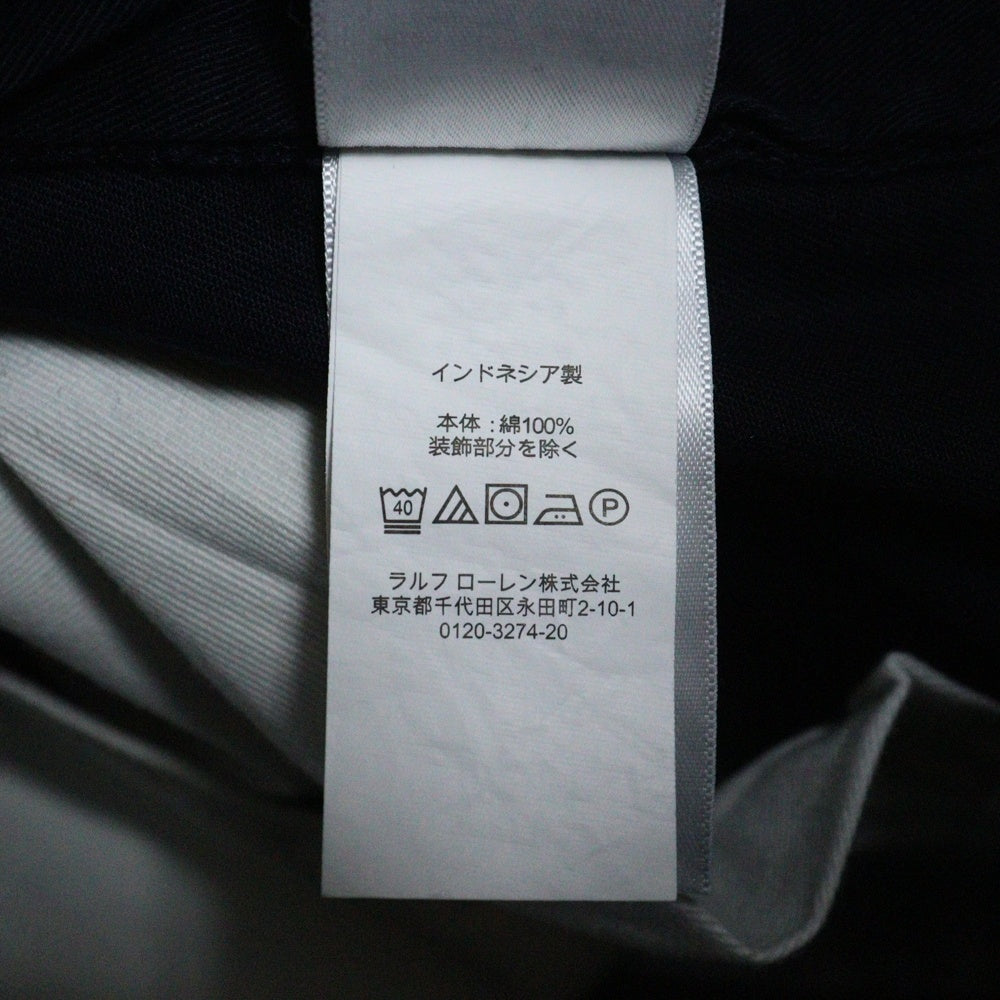 インドネシア製
本体 : 綿100%
装飾部分を除く
40 P
ラルフ ローレン株式会社
東京都千代田区永田町2-10-1
0120-3274-20